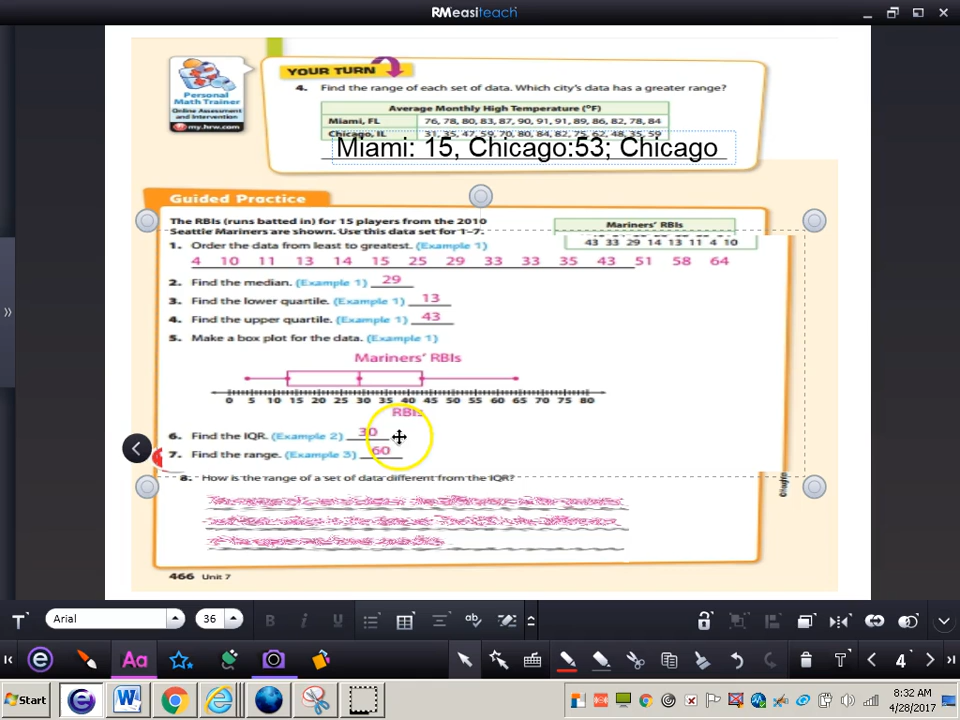 RMeasiteach
YOUR TURN
Personal
Math Trainer
Online Assessment
and Intervention
my.hrw.com
4. Find the range of each set of data. Which city's data has a greater range?
Average Monthly High Temperature (°F)
Miami, FL 76, 78, 80, 83, 87, 90, 91, 91, 89, 86, 82, 78, 84
Chicago, IL 31, 35, 47, 59, 70, 80, 84, 82, 75, 62, 48, 35, 59
Miami: 15, Chicago:53; Chicago
Guided Practice
The RBIs (runs batted in) for 15 players from the 2010
Seattle Mariners are shown. Use this data set for 1–7.
Mariners' RBIs
43 33 29 14 13 11 4 10
1. Order the data from least to greatest. (Example 1)
4 10 11 13 14 15 25 29 33 33 35 43 51 58 64
2. Find the median. (Example 1) 29
3. Find the lower quartile. (Example 1) 13
4. Find the upper quartile. (Example 1) 43
5. Make a box plot for the data. (Example 1)
Mariners' RBIs
0 5 10 15 20 25 30 35 40 45 50 55 60 65 70 75 80
RBIs
6. Find the IQR. (Example 2) 30
7. Find the range. (Example 3) 60
8. How is the range of a set of data different from the IQR?
466 Unit 7
Arial 36
4
Start
8:32 AM
4/28/2017